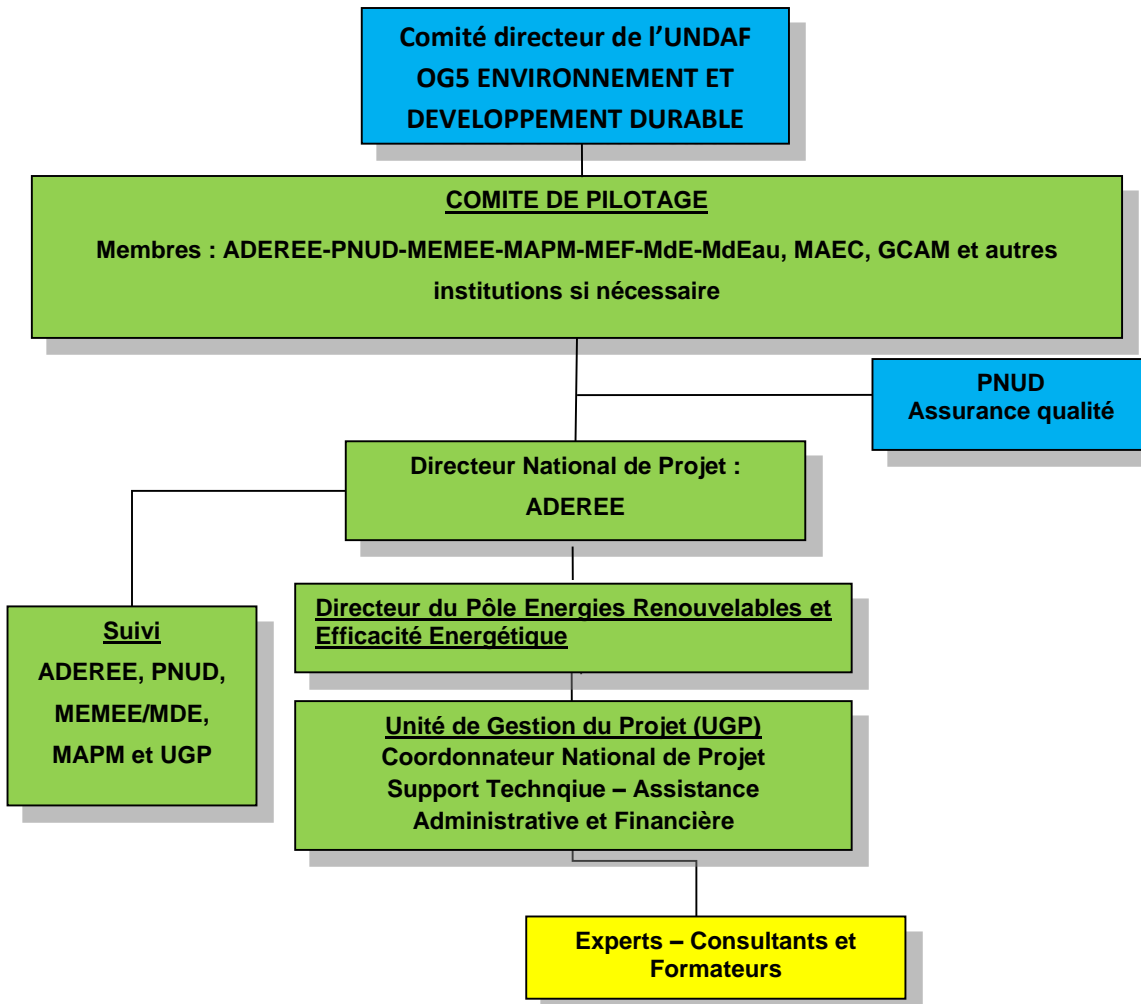 Comité directeur de l’UNDAF
OG5 ENVIRONNEMENT ET
DEVELOPPEMENT DURABLE
COMITE DE PILOTAGE
Membres : ADEREE-PNUD-MEMEE-MAPM-MEF-MdE-MdEau, MAEC, GCAM et autres
institutions si nécessaire
PNUD
Assurance qualité
Directeur National de Projet :
ADEREE
Suivi
ADEREE, PNUD,
MEMEE/MDE,
MAPM et UGP
Directeur du Pôle Energies Renouvelables et
Efficacité Energétique
Unité de Gestion du Projet (UGP)
Coordonnateur National de Projet
Support Technqiue – Assistance
Administrative et Financière
Experts – Consultants et
Formateurs